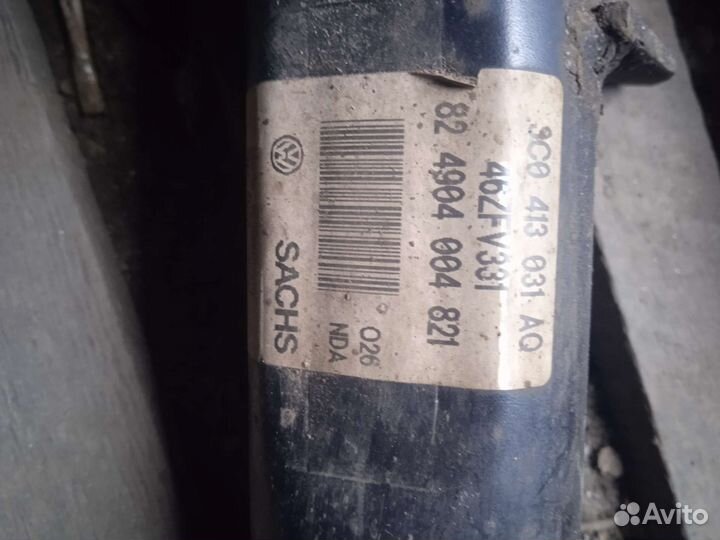 3C0 413 031 AQ
46ZFV331
82 4904 004 821
026
NDA
SACHS
Avito